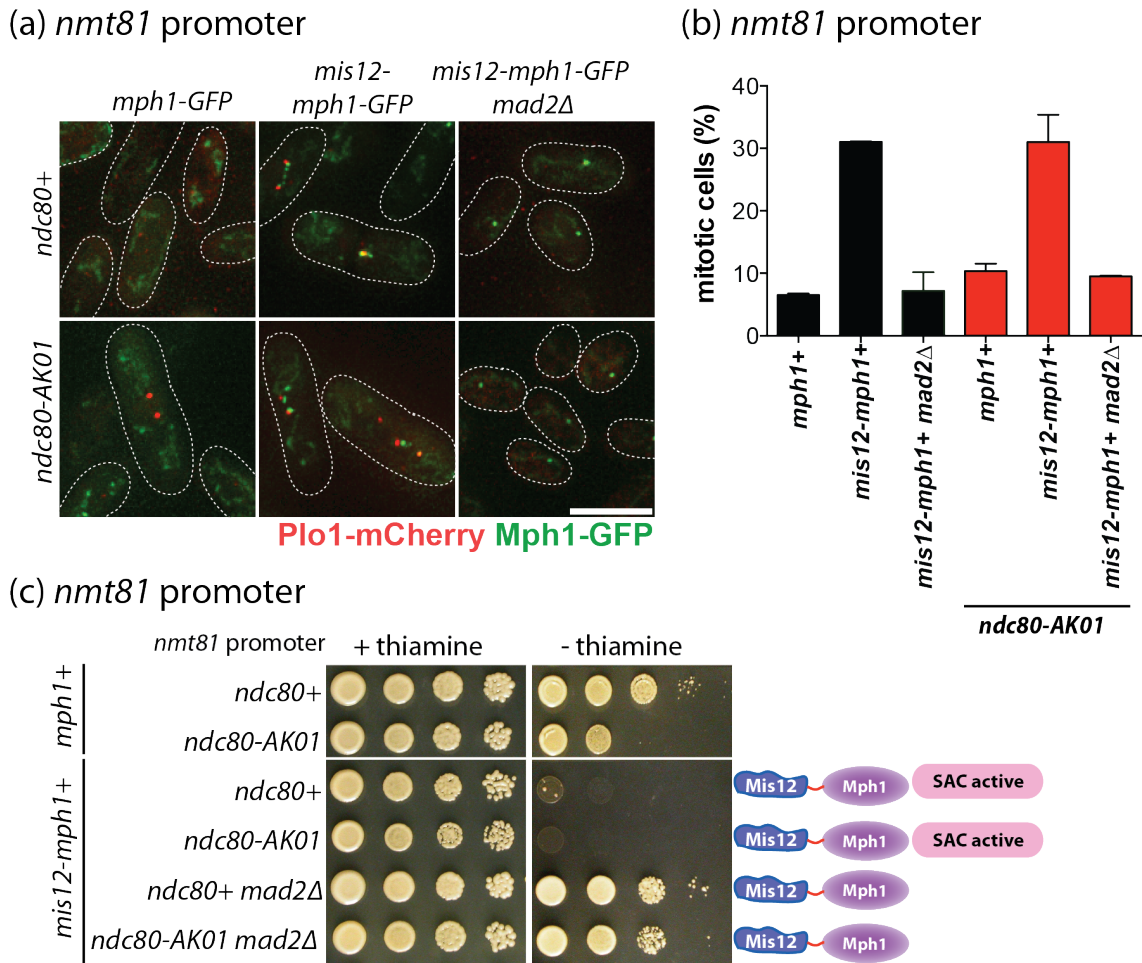 (a) nmt81 promoter
mph1-GFP
mis12-
mph1-GFP
mis12-mph1-GFP
mad2Δ
ndc80+
ndc80-AK01
Plo1-mCherry Mph1-GFP
(b) nmt81 promoter
mitotic cells (%)
40
30
20
10
0
mph1+
mis12-mph1+
mis12-mph1+ mad2Δ
mph1+
mis12-mph1+
mis12-mph1+ mad2Δ
ndc80-AK01
(c) nmt81 promoter
nmt81 promoter + thiamine - thiamine
mph1+
ndc80+
ndc80-AK01
mis12-mph1+
ndc80+ Mis12 Mph1 SAC active
ndc80-AK01 Mis12 Mph1 SAC active
ndc80+ mad2Δ Mis12 Mph1
ndc80-AK01 mad2Δ Mis12 Mph1